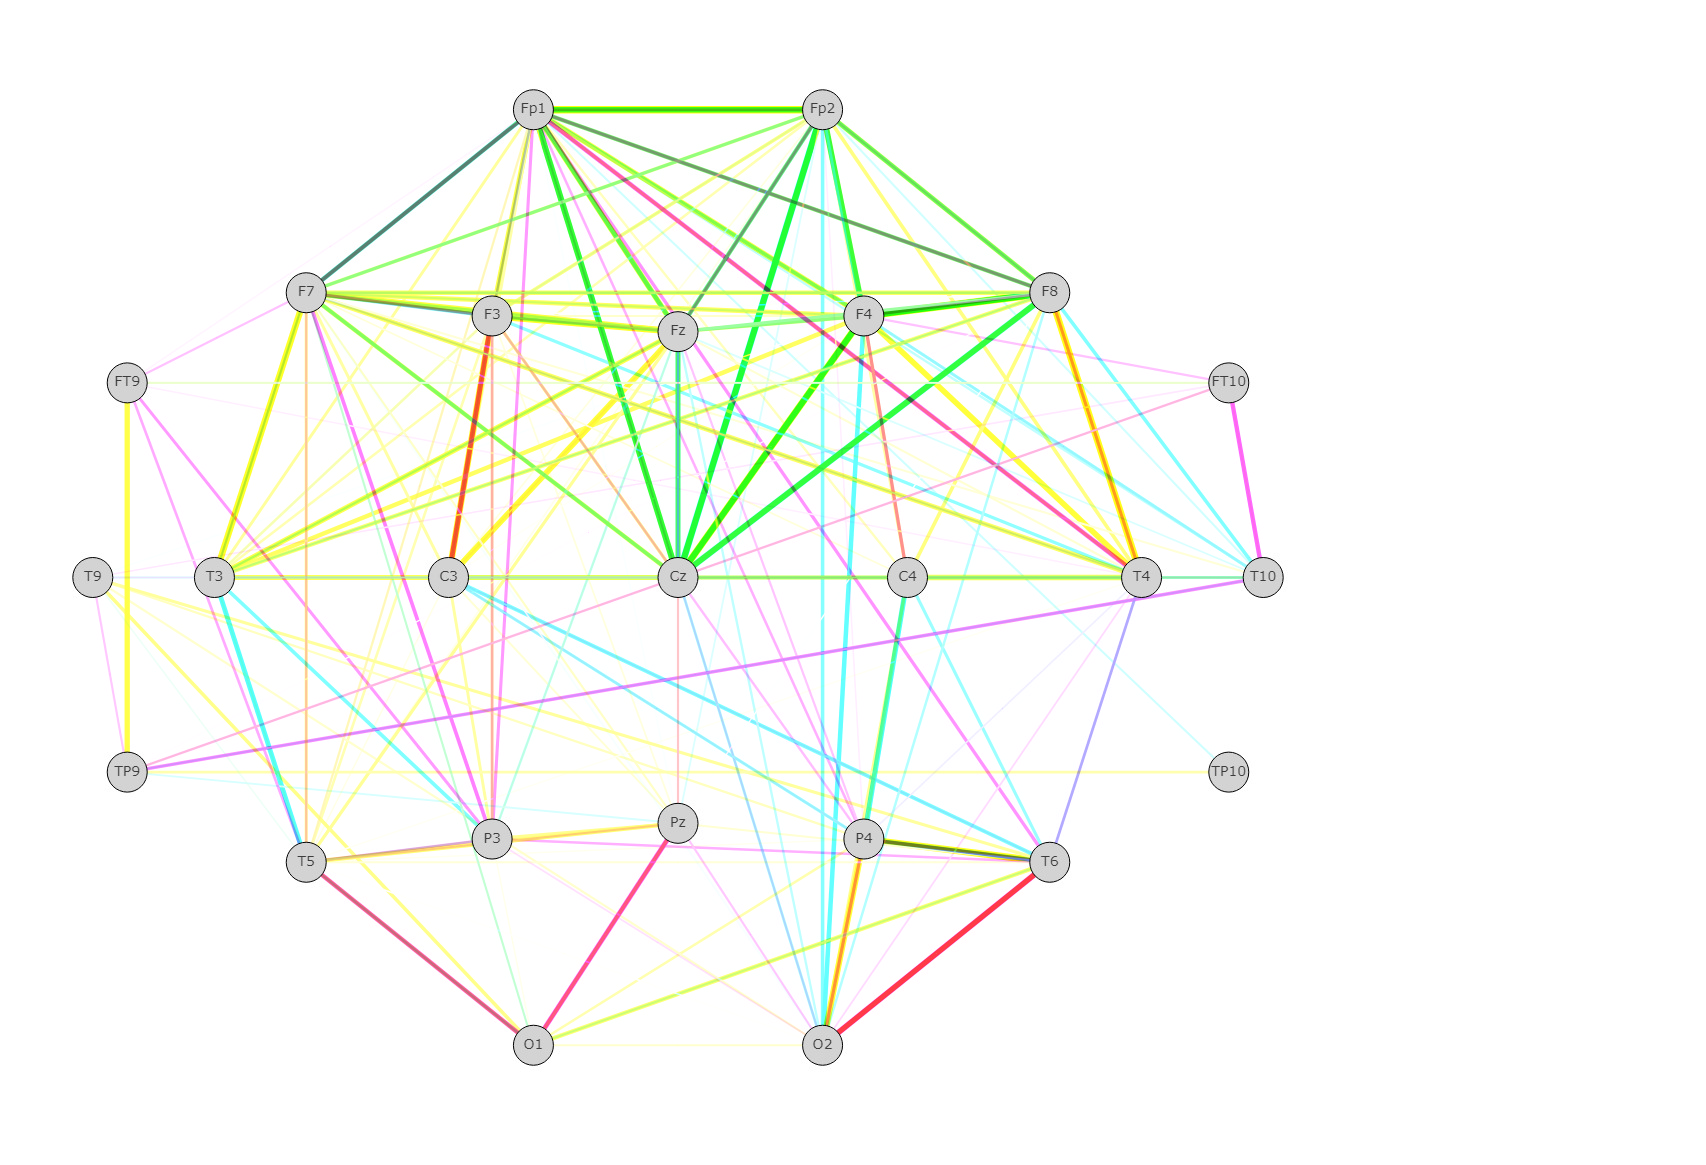 Fp1 Fp2
F7 F3 Fz F4 F8
FT9 FT10
T9 T3 C3 Cz C4 T4 T10
TP9 TP10
T5 P3 Pz P4 T6
O1 O2